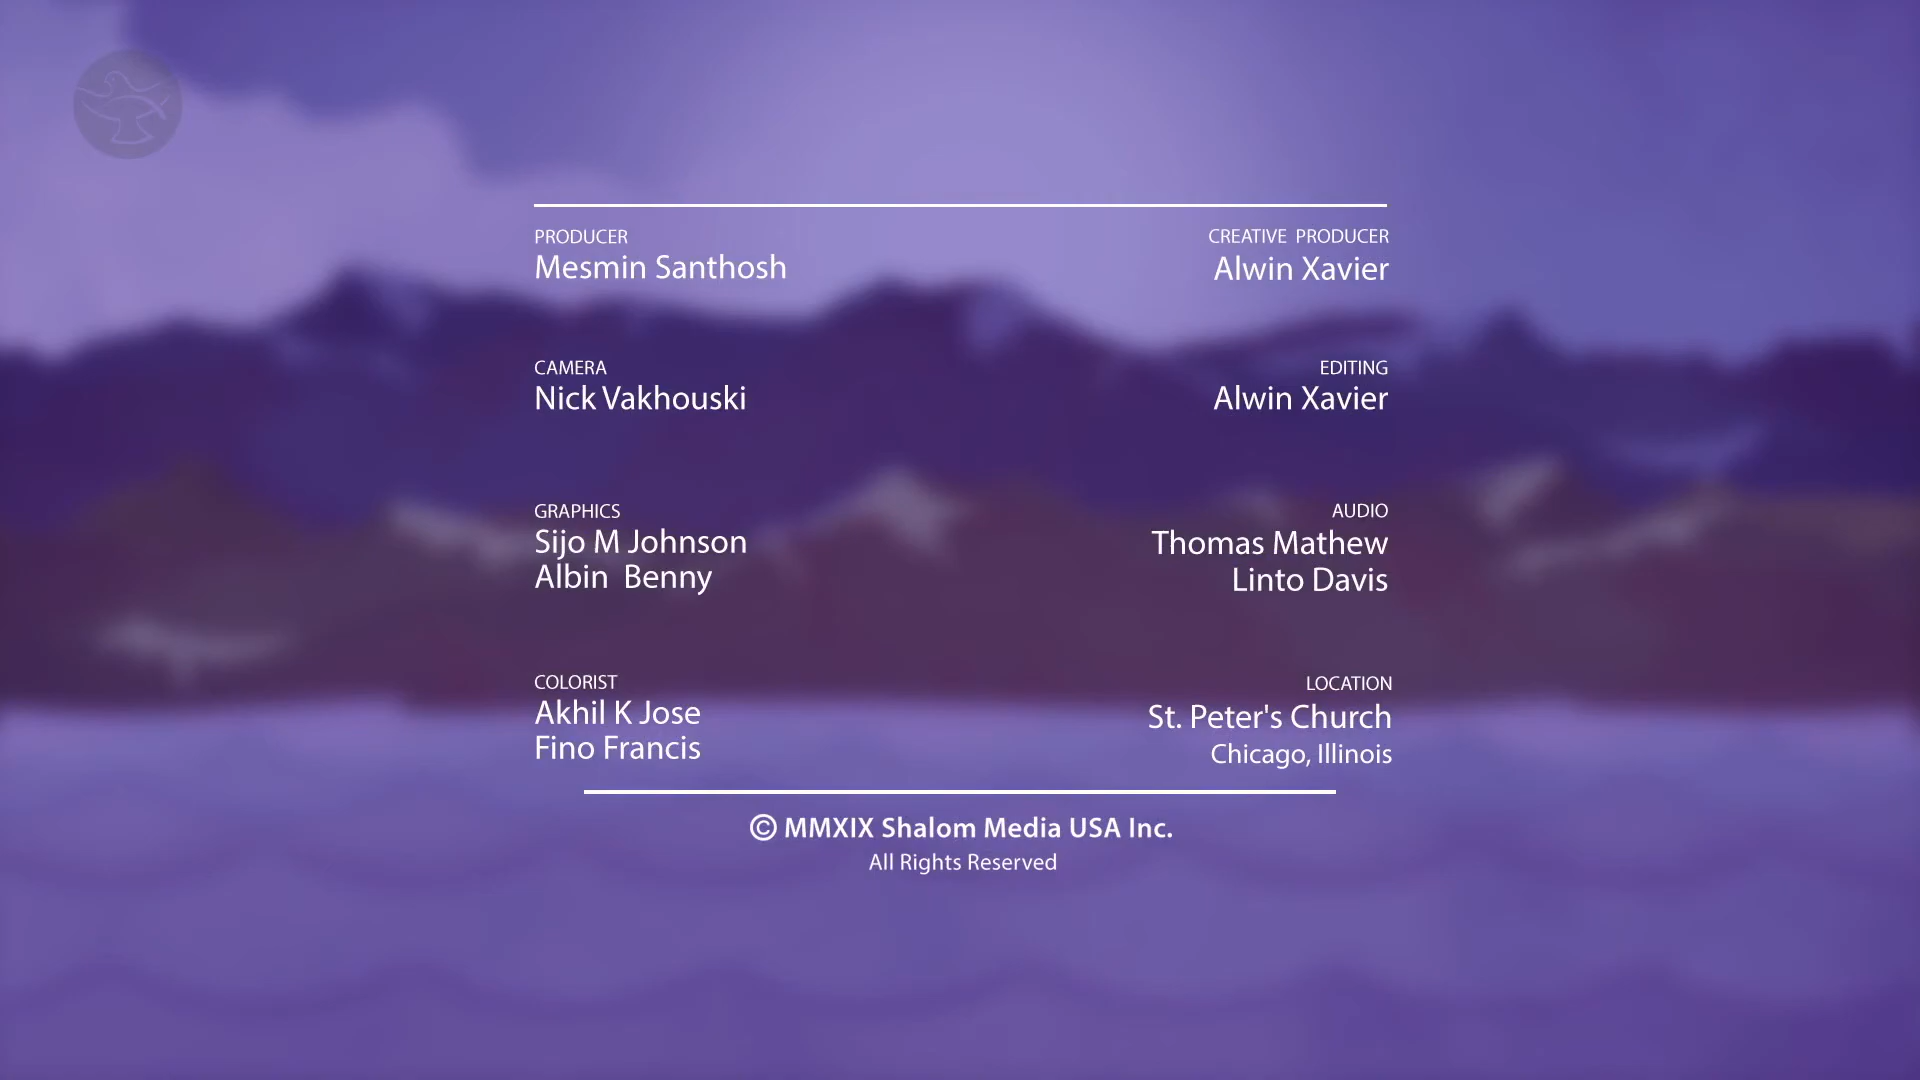 PRODUCER
Mesmin Santhosh
CREATIVE PRODUCER
Alwin Xavier
CAMERA
Nick Vakhouski
EDITING
Alwin Xavier
GRAPHICS
Sijo M Johnson
Albin Benny
AUDIO
Thomas Mathew
Linto Davis
COLORIST
Akhil K Jose
Fino Francis
LOCATION
St. Peter's Church
Chicago, Illinois
© MMXIX Shalom Media USA Inc.
All Rights Reserved